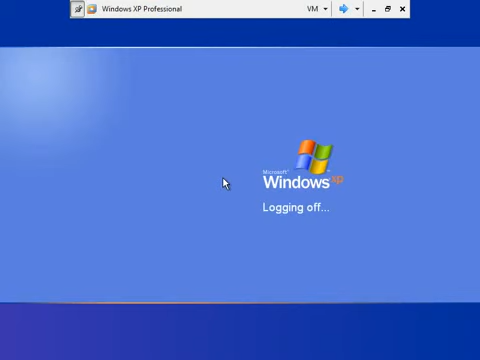 Windows XP Professional
VM
Microsoft
Windows xp
Logging off...